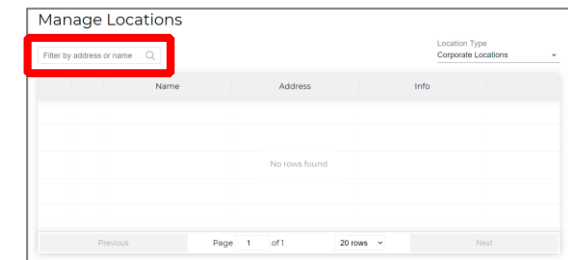 Manage Locations
Location Type
Filter by address or name
Corporate Locations
Name Address Info
No rows found
Previous Page 1 of 1 20 rows Next